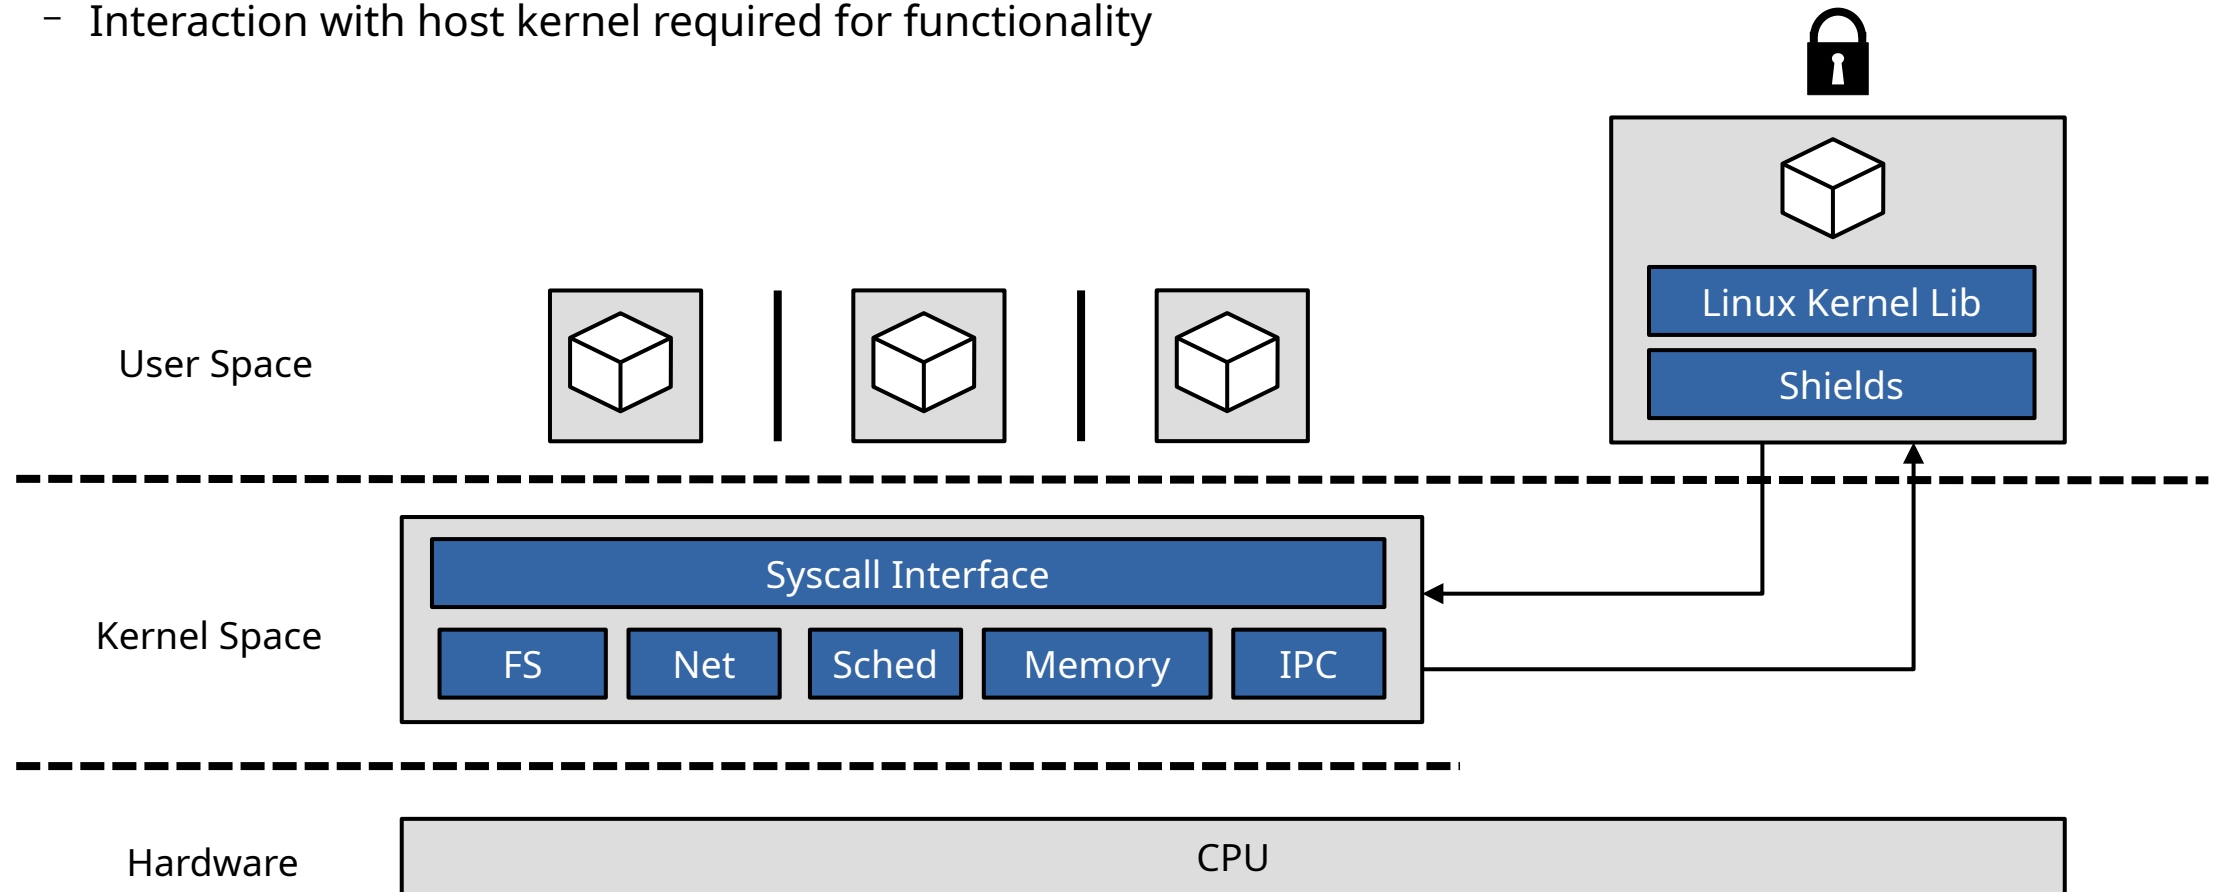 – Interaction with host kernel required for functionality
Linux Kernel Lib
Shields
User Space
Syscall Interface
Kernel Space
FS Net Sched Memory IPC
CPU
Hardware